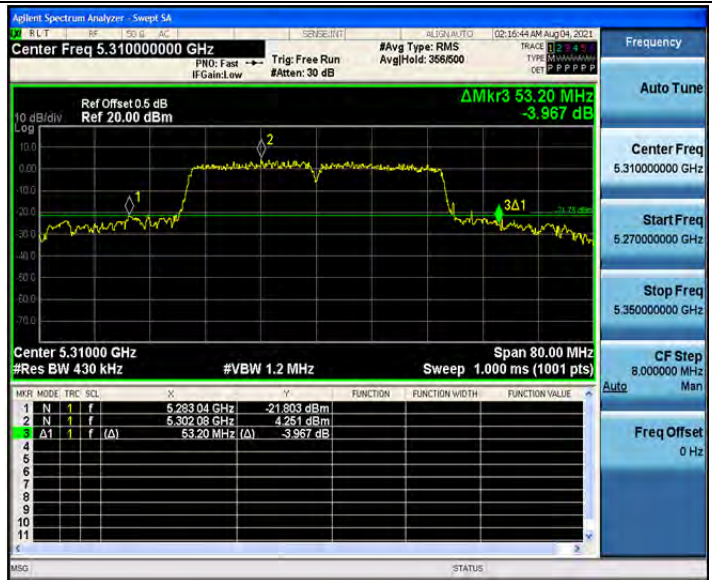 Agilent Spectrum Analyzer - Swept SA
RLT RF 50 Ω AC SENSE:INT ALIGN AUTO 02:16:44 AM Aug 04, 2021
Center Freq 5.310000000 GHz
PNO: Fast
IFGain:Low
Trig: Free Run
#Atten: 30 dB
#Avg Type: RMS
Avg|Hold: 356/500
TRACE 1 2 3 4 5 6
TYPE MWWWWW
DET P P P P P P
ΔMkr3 53.20 MHz
-3.967 dB
Ref Offset 0.5 dB
10 dB/div Ref 20.00 dBm
Log
10.0
0.00
-10.0
-20.0
-30.0
-40.0
-50.0
-60.0
-70.0
1
2
3Δ1
Center 5.31000 GHz Span 80.00 MHz
#Res BW 430 kHz #VBW 1.2 MHz Sweep 1.000 ms (1001 pts)
MKR MODE TRC SCL X Y FUNCTION FUNCTION WIDTH FUNCTION VALUE
1 N 1 f 5.283 04 GHz -21.803 dBm
2 N 1 f 5.302 08 GHz 4.251 dBm
3 Δ1 1 f (Δ) 53.20 MHz (Δ) -3.967 dB
4
5
6
7
8
9
10
11
MSG STATUS
Frequency
Auto Tune
Center Freq
5.310000000 GHz
Start Freq
5.270000000 GHz
Stop Freq
5.350000000 GHz
CF Step
8.000000 MHz
Auto Man
Freq Offset
0 Hz